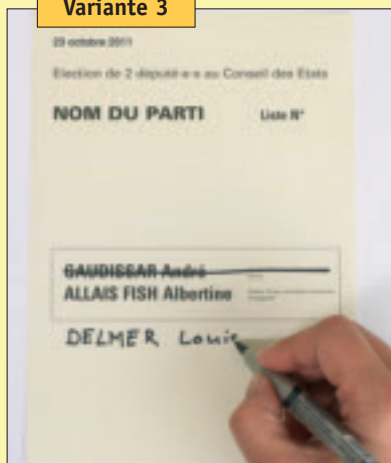 Variante 3
23 octobre 2011
Election de 2 député-e-s au Conseil des Etats
NOM DU PARTI Liste N°
GAUDISSAR André
ALLAIS FISH Albertine
DELMER Louis